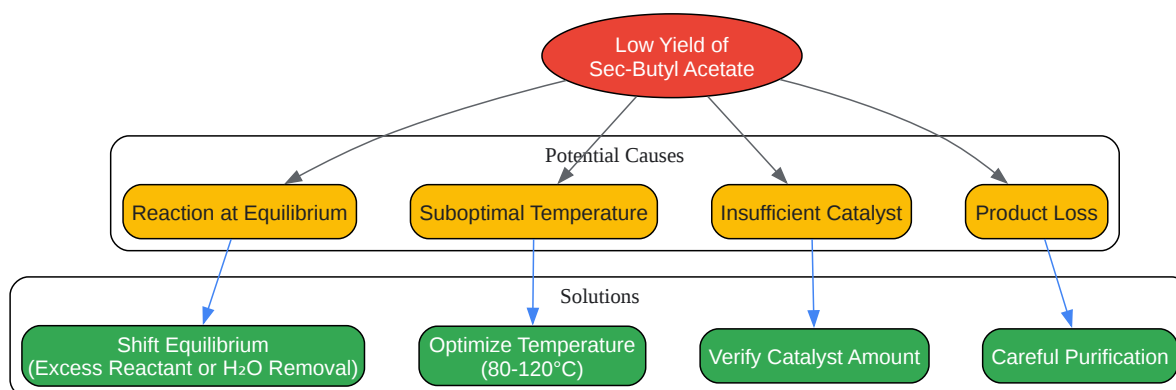 Low Yield of
Sec-Butyl Acetate
Potential Causes
Reaction at Equilibrium
Suboptimal Temperature
Insufficient Catalyst
Product Loss
Solutions
Shift Equilibrium
(Excess Reactant or H₂O Removal)
Optimize Temperature
(80-120°C)
Verify Catalyst Amount
Careful Purification